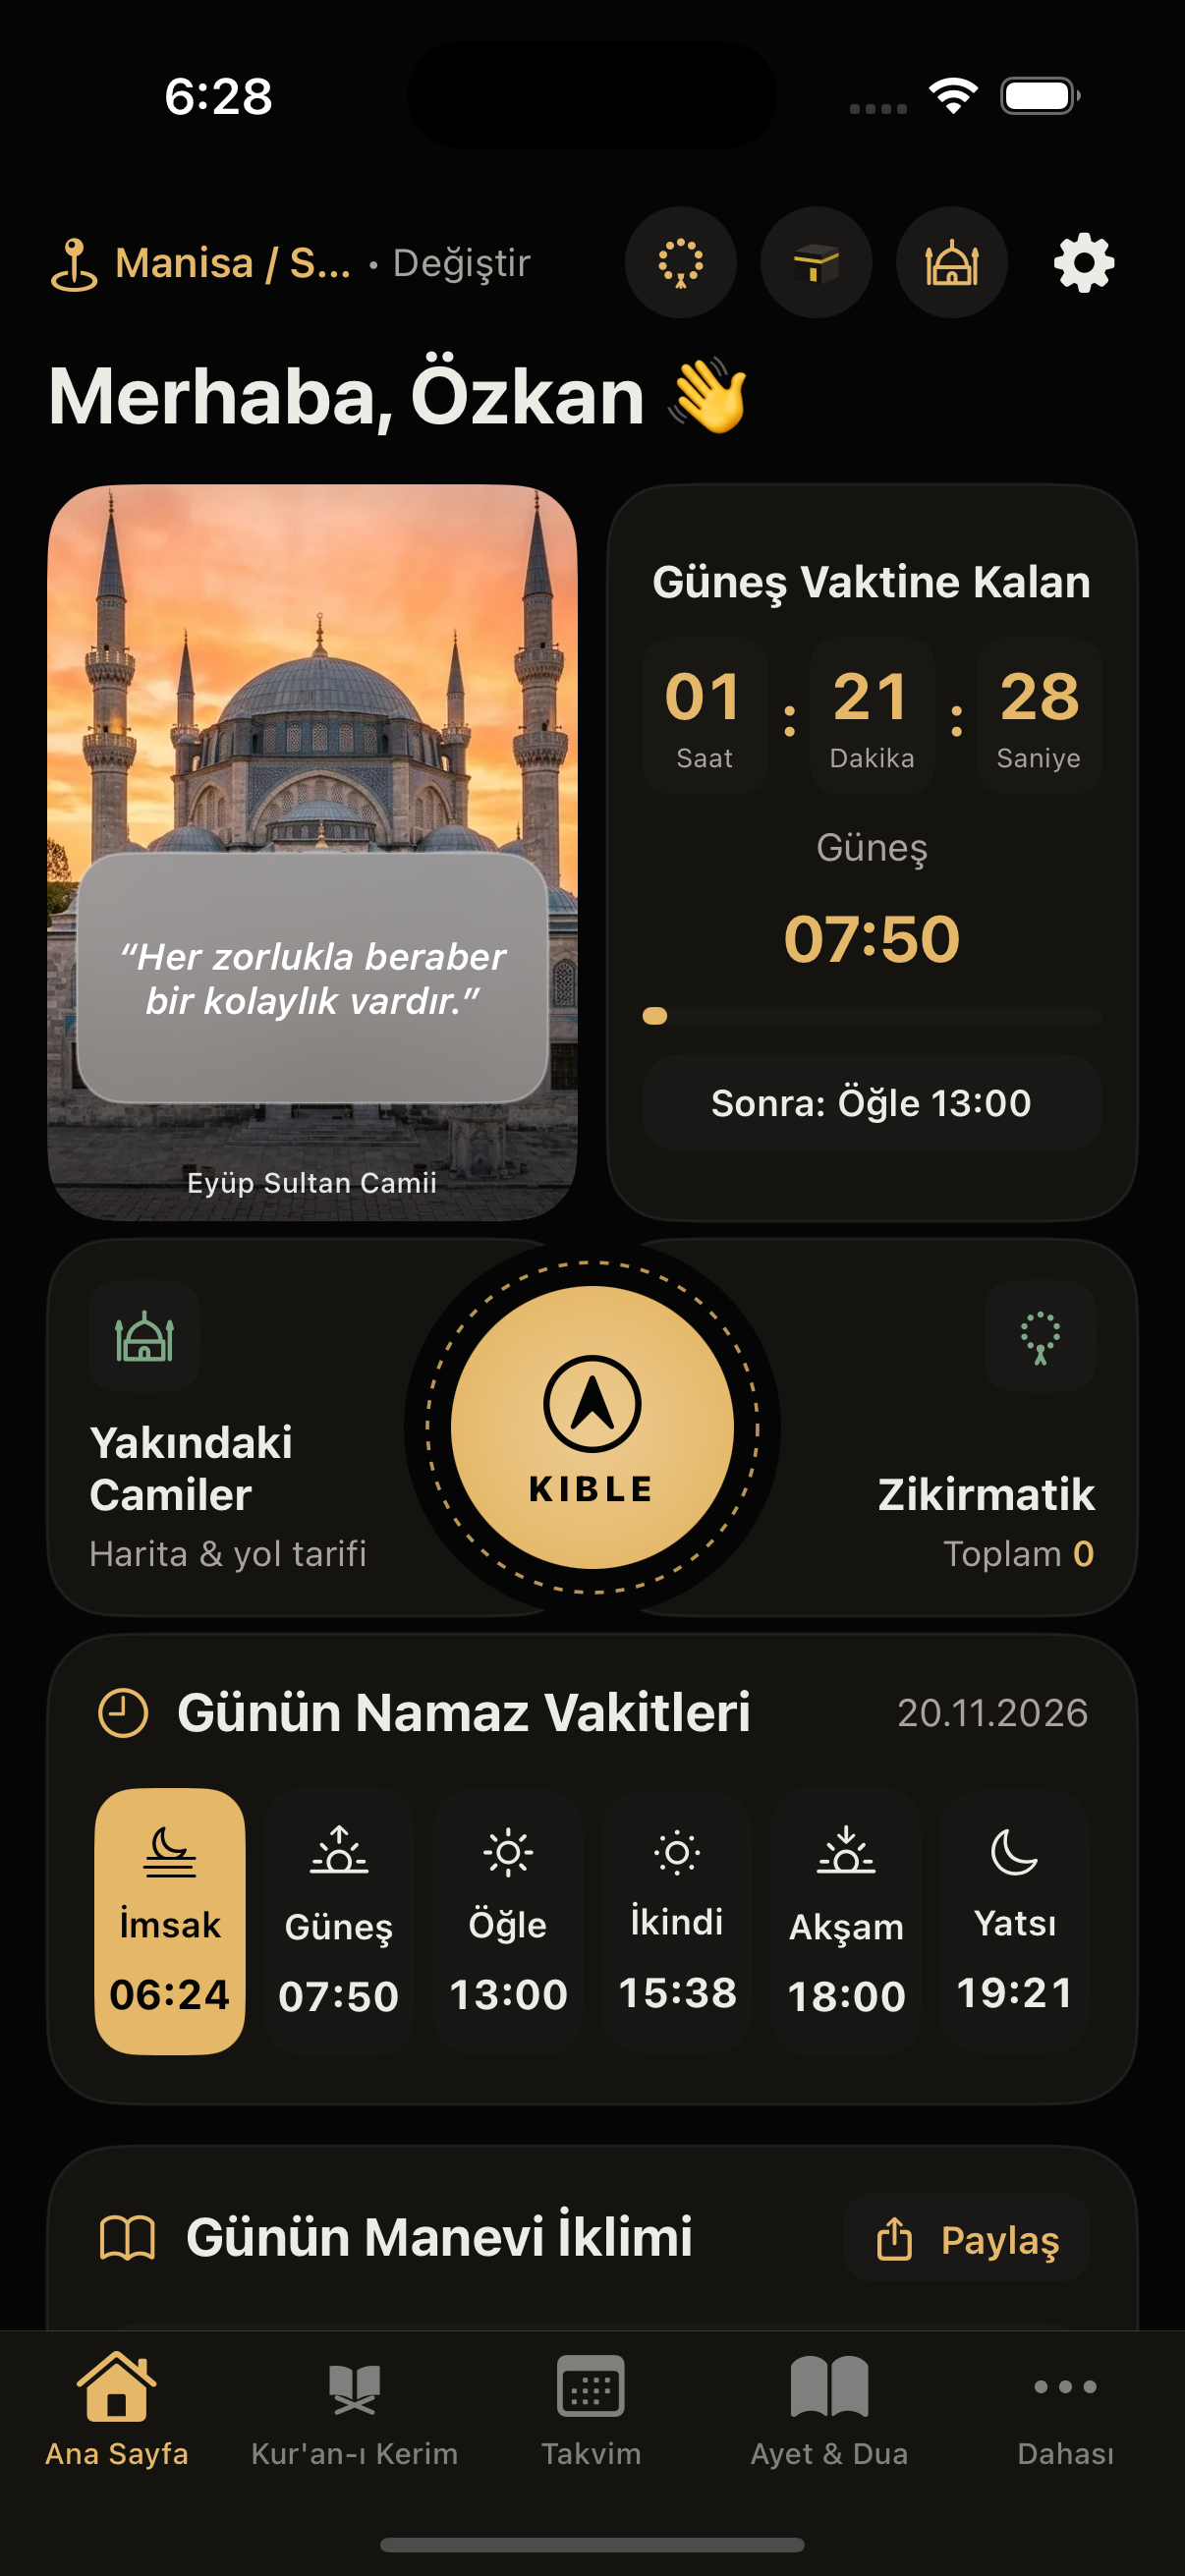 6:28
Manisa / S... • Değiştir
Merhaba, Özkan 👋
“Her zorlukla beraber
bir kolaylık vardır.”
Eyüp Sultan Camii
Güneş Vaktine Kalan
01 : 21 : 28
Saat Dakika Saniye
Güneş
07:50
Sonra: Öğle 13:00
Yakındaki
Camiler
Harita & yol tarifi
KIBLE
Zikirmatik
Toplam 0
Günün Namaz Vakitleri 20.11.2026
İmsak Güneş Öğle İkindi Akşam Yatsı
06:24 07:50 13:00 15:38 18:00 19:21
Günün Manevi İklimi Paylaş
Ana Sayfa Kur'an-ı Kerim Takvim Ayet & Dua Dahası